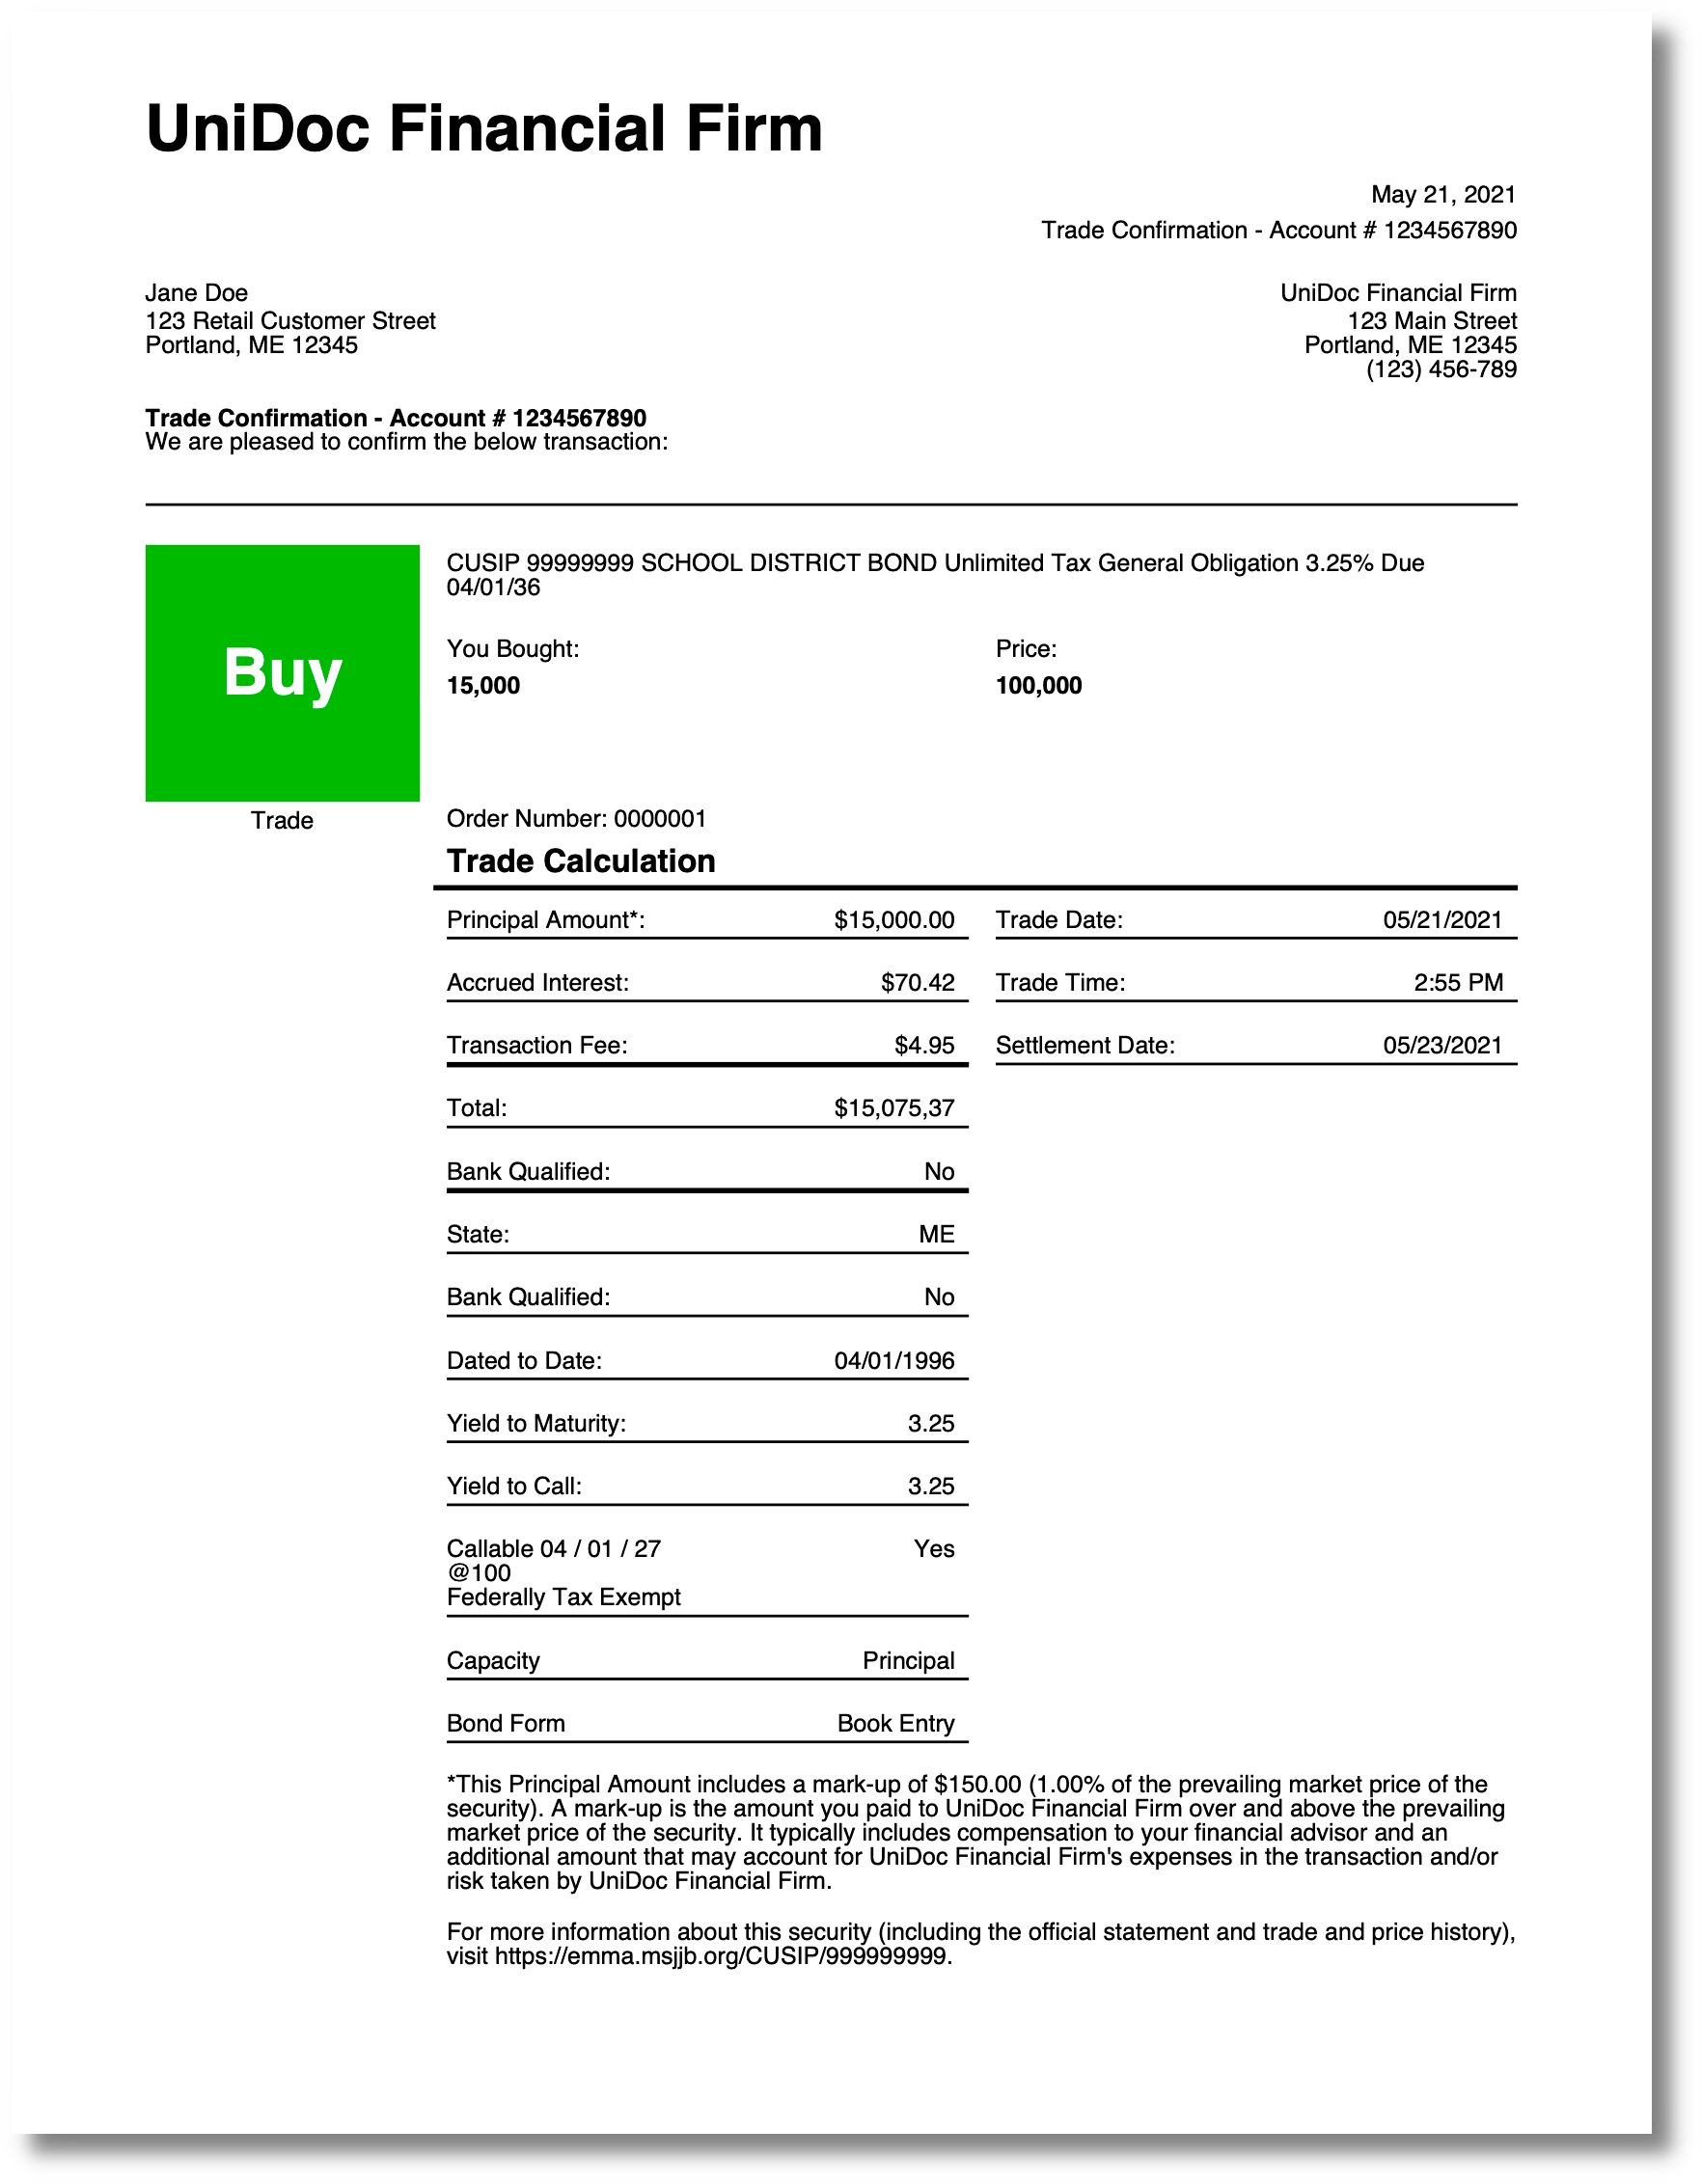 UniDoc Financial Firm
May 21, 2021
Trade Confirmation - Account # 1234567890
Jane Doe
123 Retail Customer Street
Portland, ME 12345
UniDoc Financial Firm
123 Main Street
Portland, ME 12345
(123) 456-789
Trade Confirmation - Account # 1234567890
We are pleased to confirm the below transaction:
Buy
Trade
CUSIP 99999999 SCHOOL DISTRICT BOND Unlimited Tax General Obligation 3.25% Due
04/01/36
You Bought: Price:
15,000 100,000
Order Number: 0000001
Trade Calculation
Principal Amount*: $15,000.00 Trade Date: 05/21/2021
Accrued Interest: $70.42 Trade Time: 2:55 PM
Transaction Fee: $4.95 Settlement Date: 05/23/2021
Total: $15,075,37
Bank Qualified: No
State: ME
Bank Qualified: No
Dated to Date: 04/01/1996
Yield to Maturity: 3.25
Yield to Call: 3.25
Callable 04 / 01 / 27 Yes
@100
Federally Tax Exempt
Capacity Principal
Bond Form Book Entry
*This Principal Amount includes a mark-up of $150.00 (1.00% of the prevailing market price of the
security). A mark-up is the amount you paid to UniDoc Financial Firm over and above the prevailing
market price of the security. It typically includes compensation to your financial advisor and an
additional amount that may account for UniDoc Financial Firm's expenses in the transaction and/or
risk taken by UniDoc Financial Firm.
For more information about this security (including the official statement and trade and price history),
visit https://emma.msjjb.org/CUSIP/999999999.